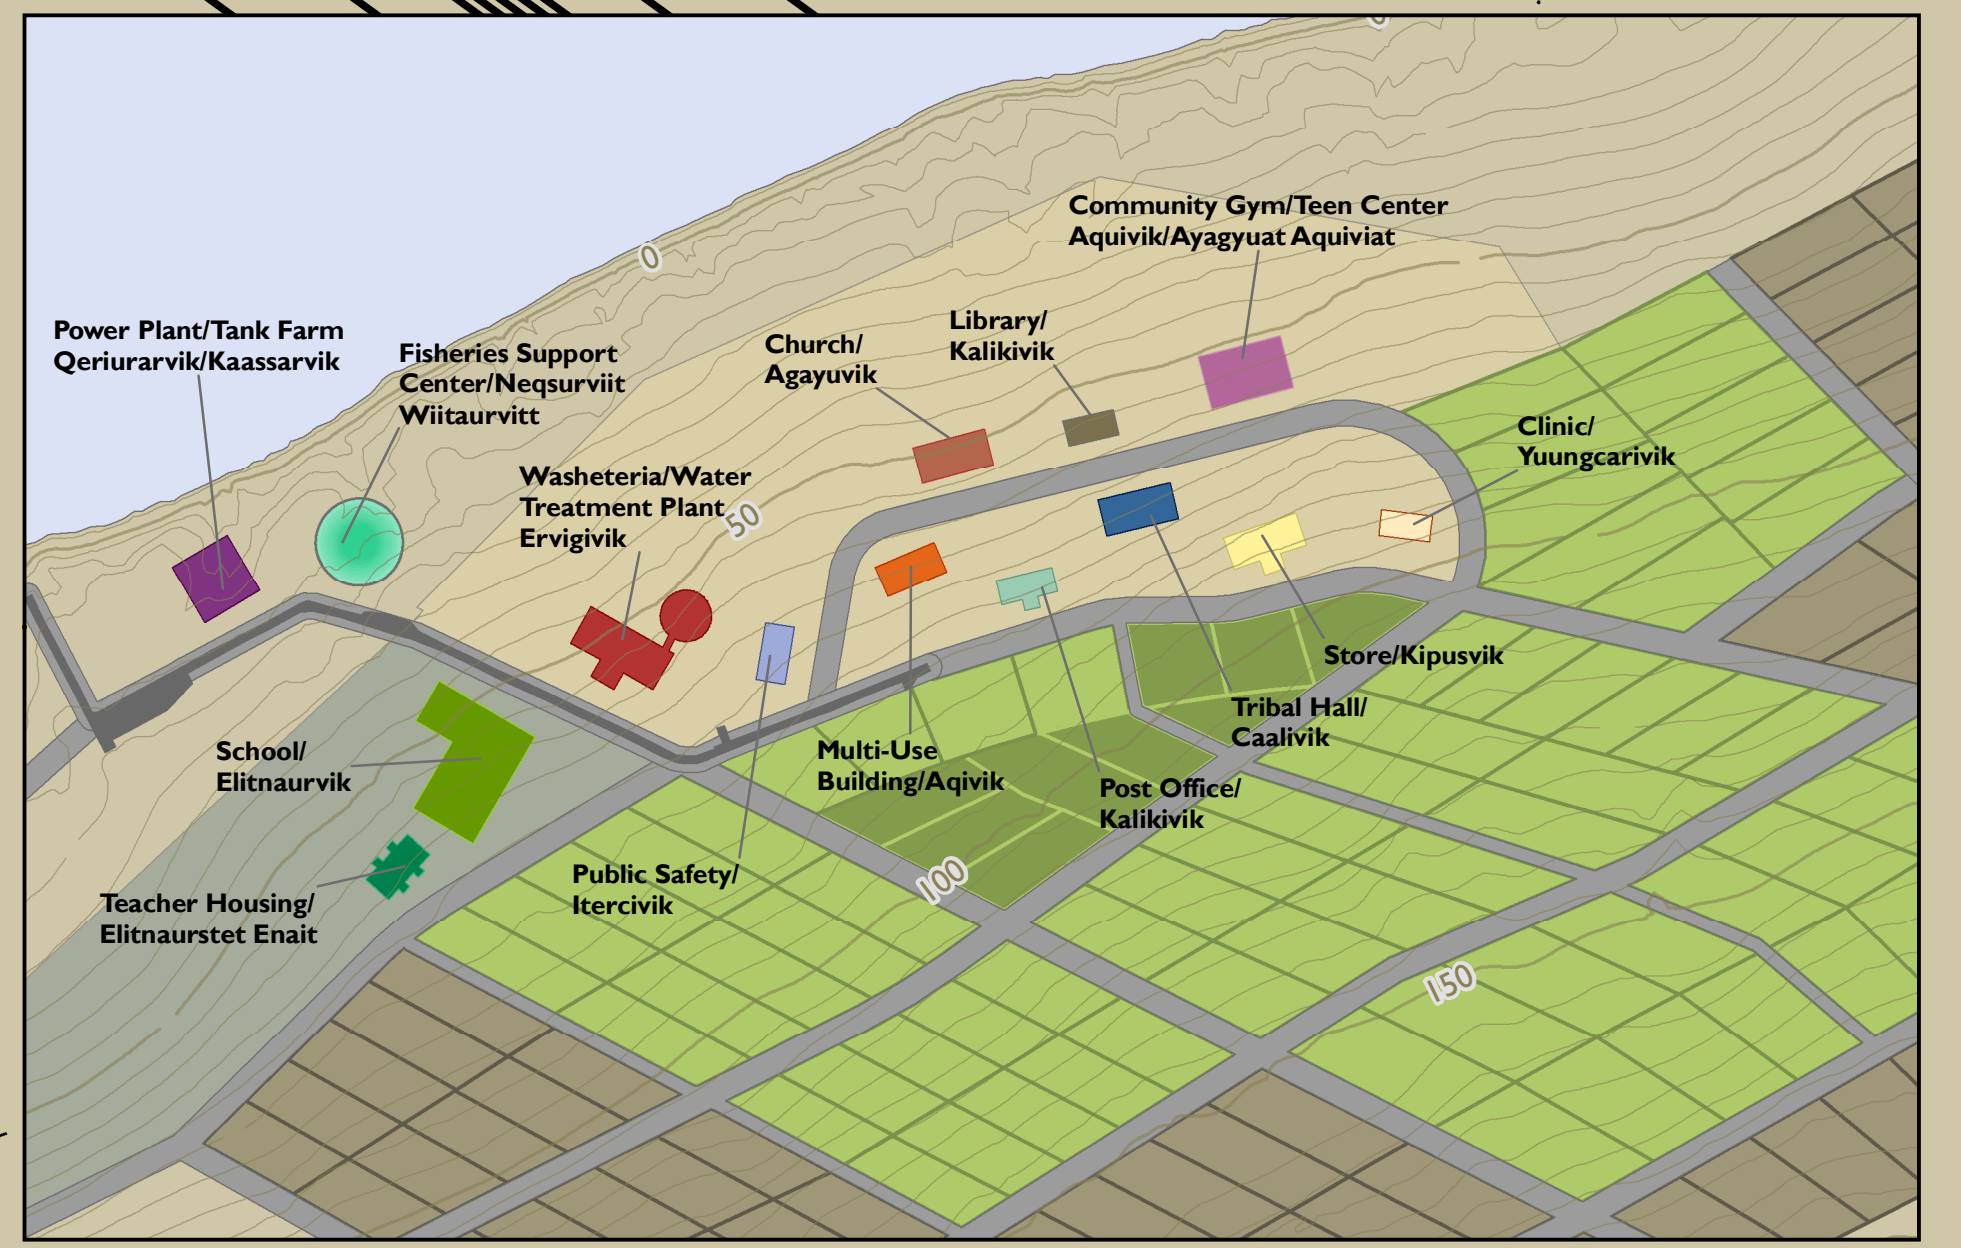 0
0
Community Gym/Teen Center
Aquivik/Ayagyuat Aquiviat
Power Plant/Tank Farm
Qeriurarvik/Kaassarvik
Fisheries Support
Center/Neqsurviit
Wiitaurvitt
Church/
Agayuvik
Library/
Kalikivik
Clinic/
Yuungcarivik
Washeteria/Water
Treatment Plant
Ervigivik
50
Store/Kipusvik
Tribal Hall/
Caalivik
School/
Elitnaurvik
Multi-Use
Building/Aqivik
Post Office/
Kalikivik
Public Safety/
Itercivik
100
Teacher Housing/
Elitnaurstet Enait
150